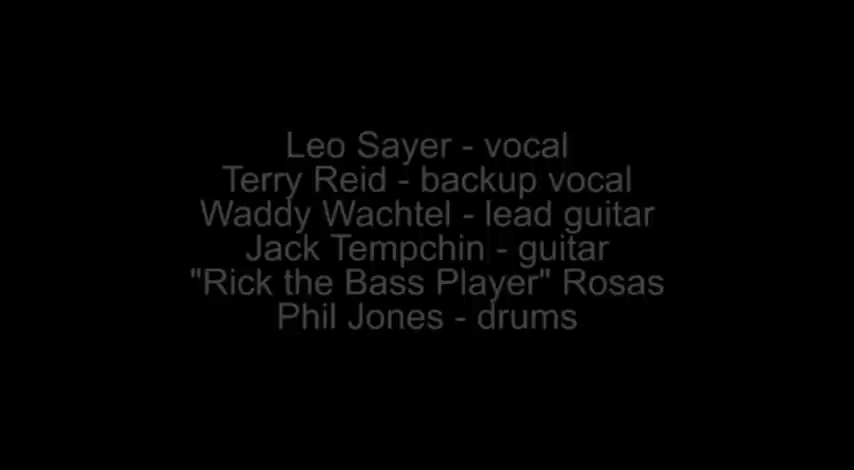 Leo Sayer - vocal
Terry Reid - backup vocal
Waddy Wachtel - lead guitar
Jack Tempchin - guitar
"Rick the Bass Player" Rosas
Phil Jones - drums